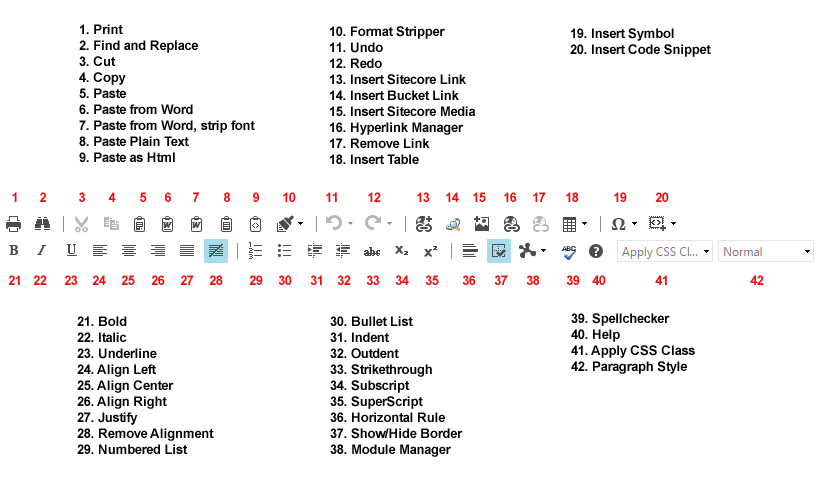 1. Print
2. Find and Replace
3. Cut
4. Copy
5. Paste
6. Paste from Word
7. Paste from Word, strip font
8. Paste Plain Text
9. Paste as Html
10. Format Stripper
11. Undo
12. Redo
13. Insert Sitecore Link
14. Insert Bucket Link
15. Insert Sitecore Media
16. Hyperlink Manager
17. Remove Link
18. Insert Table
19. Insert Symbol
20. Insert Code Snippet
1 2 3 4 5 6 7 8 9 10 11 12 13 14 15 16 17 18 19 20
W W Ω
B I U abc X₂ X² ABC ? Apply CSS Cl... Normal
21 22 23 24 25 26 27 28 29 30 31 32 33 34 35 36 37 38 39 40 41 42
21. Bold
22. Italic
23. Underline
24. Align Left
25. Align Center
26. Align Right
27. Justify
28. Remove Alignment
29. Numbered List
30. Bullet List
31. Indent
32. Outdent
33. Strikethrough
34. Subscript
35. SuperScript
36. Horizontal Rule
37. Show/Hide Border
38. Module Manager
39. Spellchecker
40. Help
41. Apply CSS Class
42. Paragraph Style